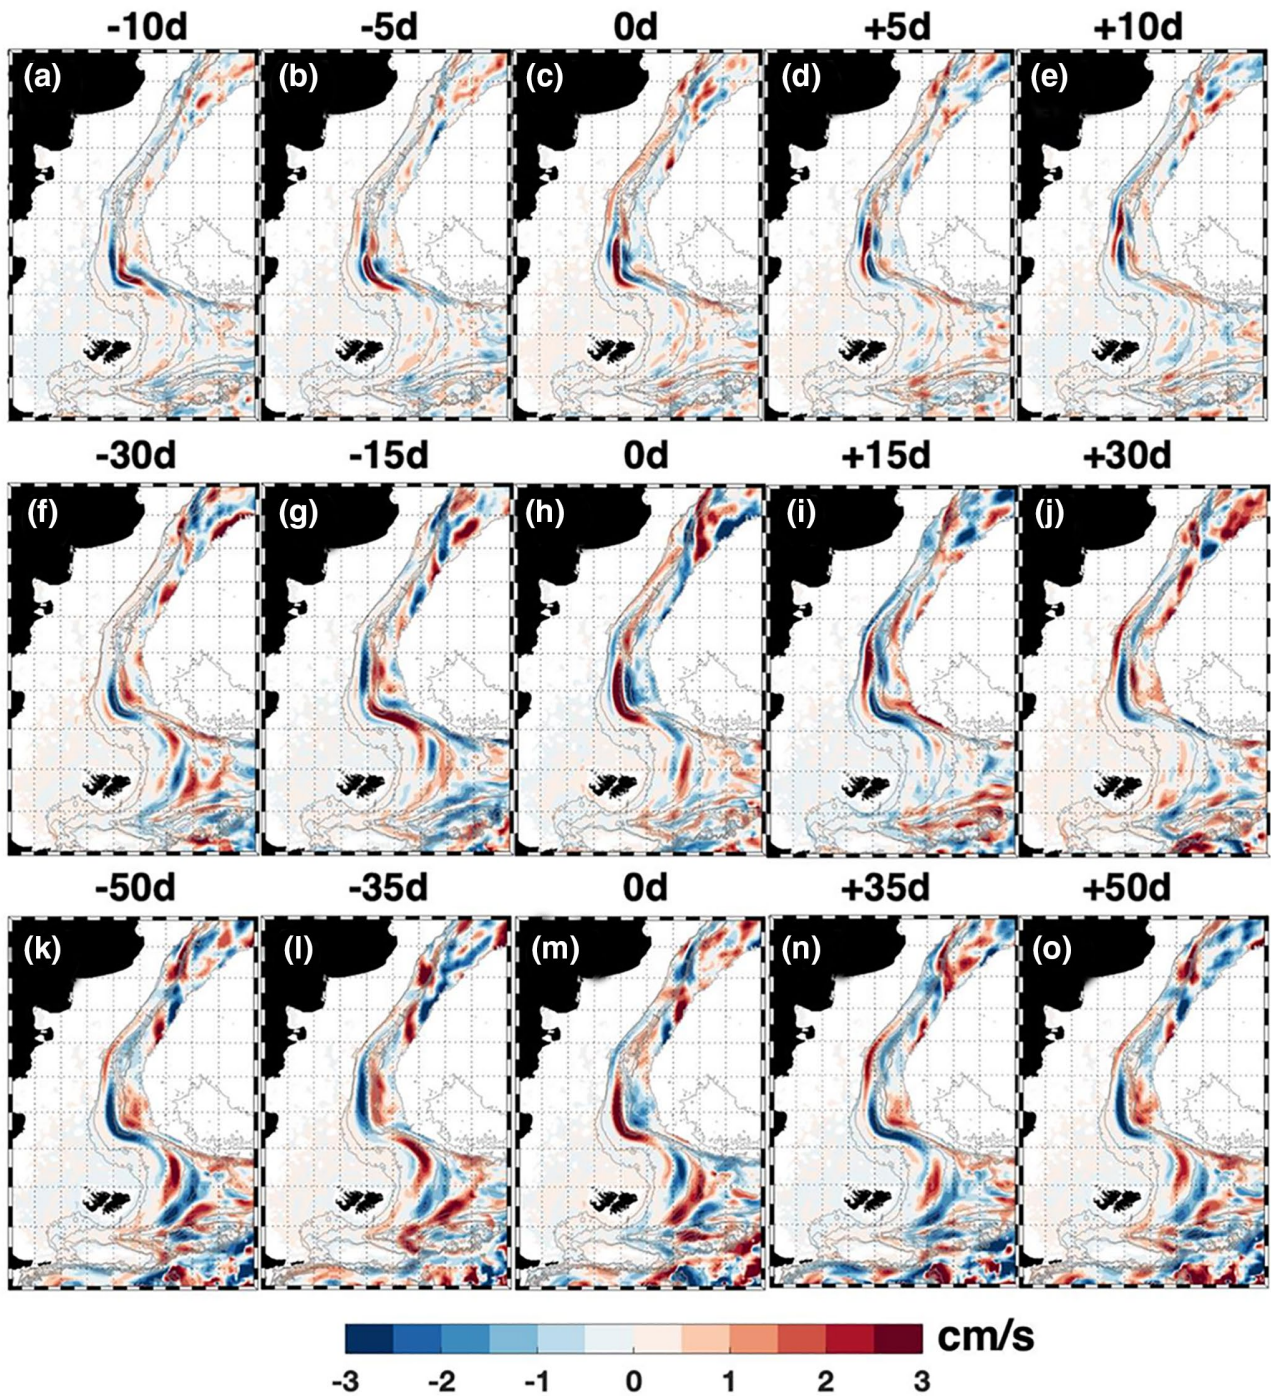 -10d -5d 0d +5d +10d
(a) (b) (c) (d) (e)
-30d -15d 0d +15d +30d
(f) (g) (h) (i) (j)
-50d -35d 0d +35d +50d
(k) (l) (m) (n) (o)
cm/s
-3 -2 -1 0 1 2 3